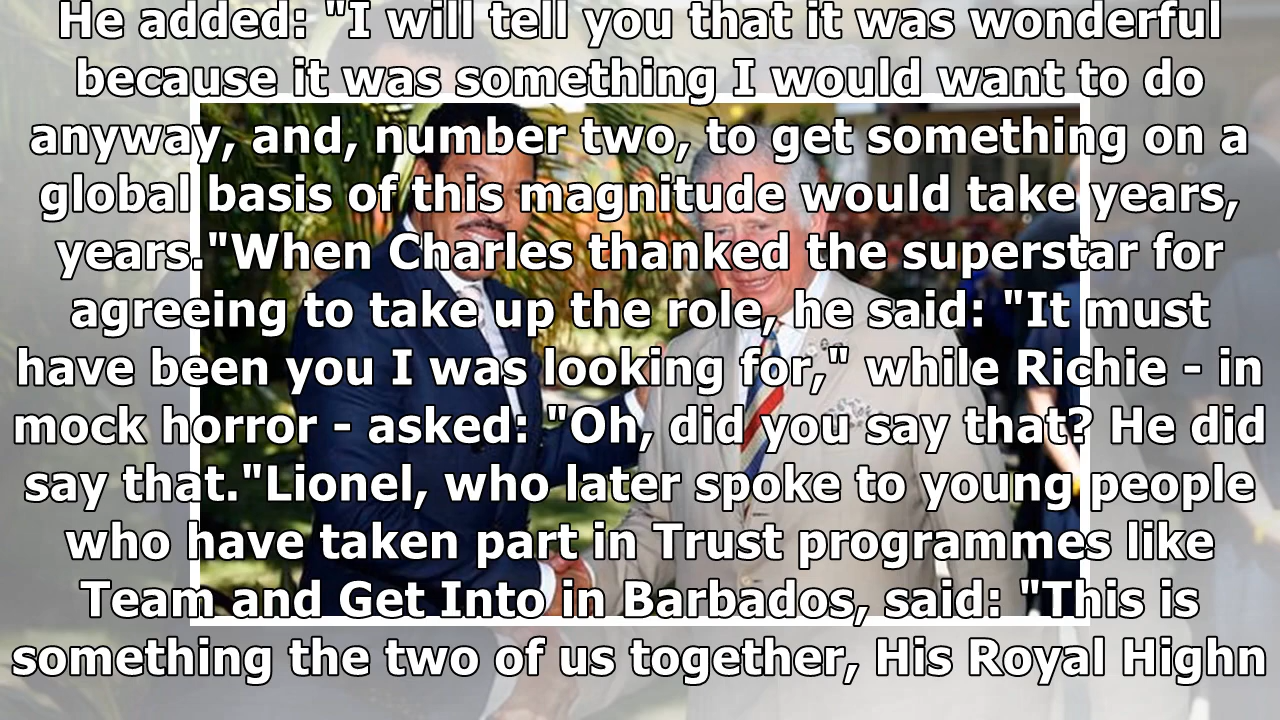 He added: "I will tell you that it was wonderful
because it was something I would want to do
anyway, and, number two, to get something on a
global basis of this magnitude would take years,
years."When Charles thanked the superstar for
agreeing to take up the role, he said: "It must
have been you I was looking for," while Richie - in
mock horror - asked: "Oh, did you say that? He did
say that."Lionel, who later spoke to young people
who have taken part in Trust programmes like
Team and Get Into in Barbados, said: "This is
something the two of us together, His Royal Highn